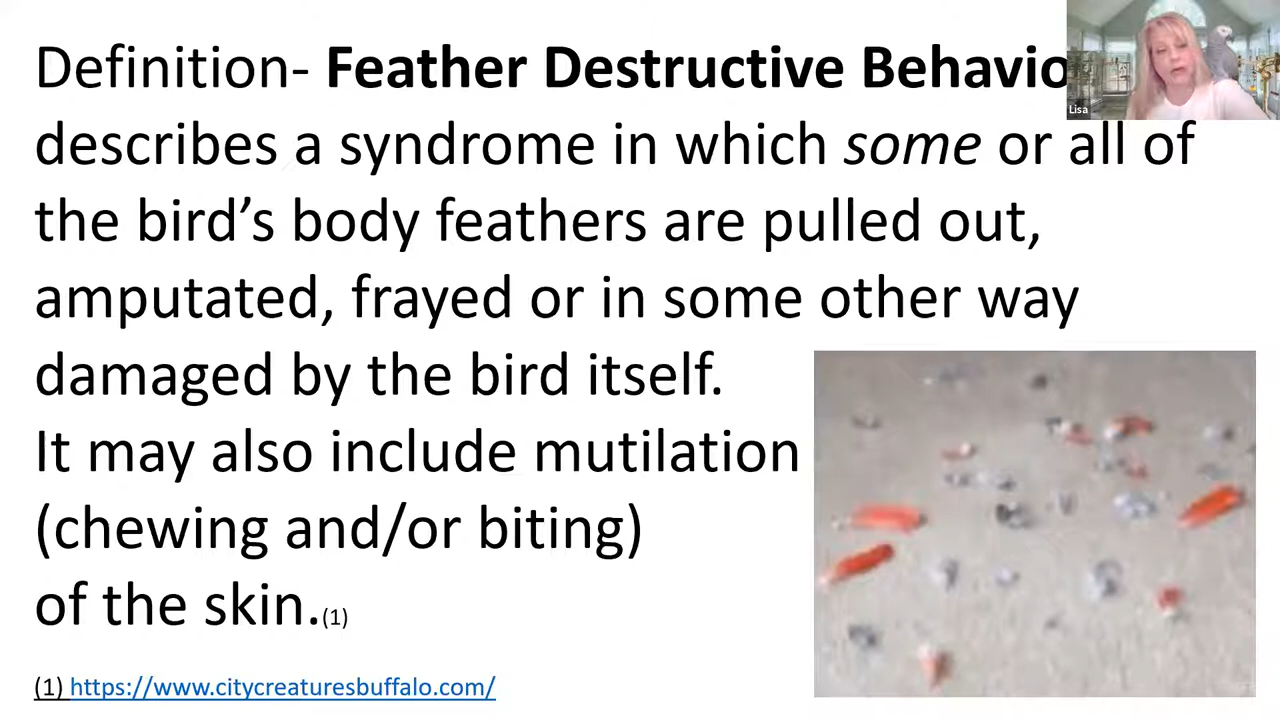 Definition- Feather Destructive Behavio
describes a syndrome in which some or all of
the bird's body feathers are pulled out,
amputated, frayed or in some other way
damaged by the bird itself.
It may also include mutilation
(chewing and/or biting)
of the skin.(1)
(1) https://www.citycreaturesbuffalo.com/
Lisa